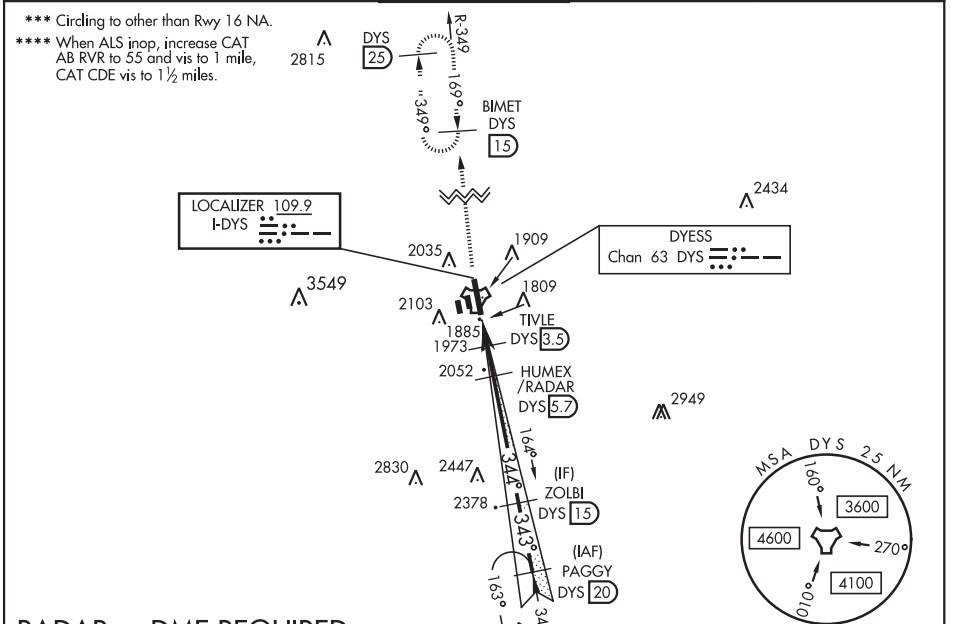 *** Circling to other than Rwy 16 NA.
**** When ALS inop, increase CAT
AB RVR to 55 and vis to 1 mile,
CAT CDE vis to 1½ miles.
2815
DYS
25
R-349
349°
169°
BIMET
DYS
15
LOCALIZER 109.9
I-DYS
2434
DYESS
Chan 63 DYS
2035
1909
3549
2103
1809
1885
TIVLE
DYS 3.5
1973
2052
HUMEX
/RADAR
DYS 5.7
2949
164°
344°
2830
2447
2378
(IF)
ZOLBI
DYS 15
343°
(IAF)
PAGGY
DYS 20
163°
34
MSA DYS 25 NM
160°
3600
4600
270°
4100
010°